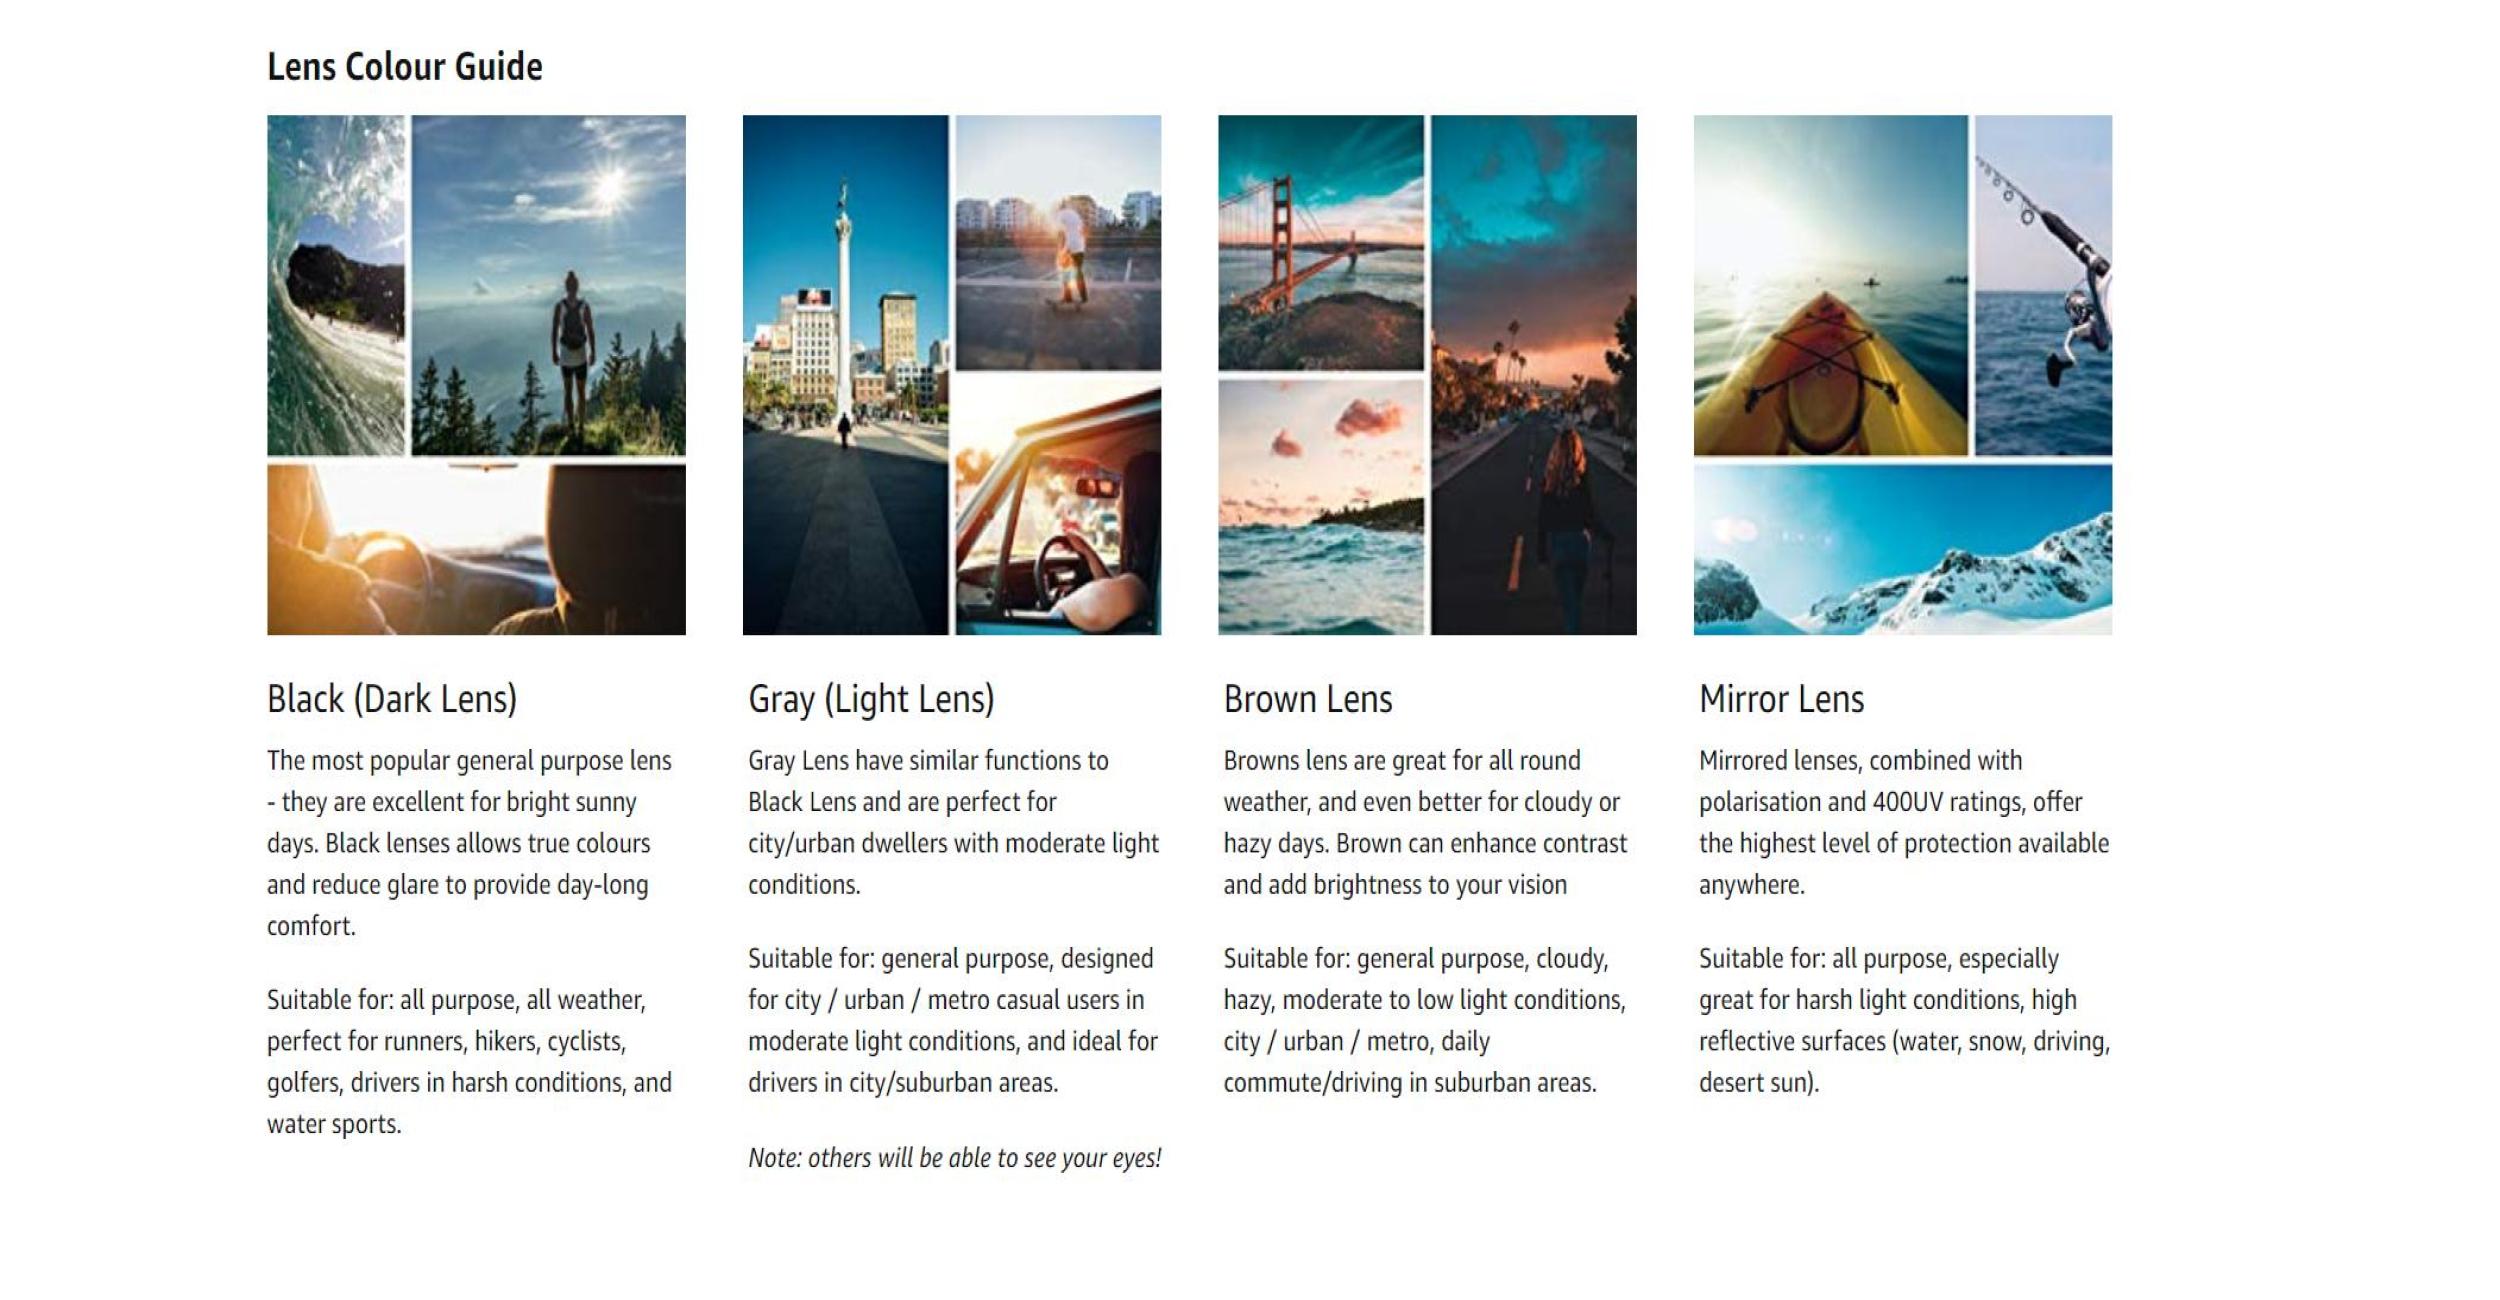 Lens Colour Guide
Black (Dark Lens)
The most popular general purpose lens
- they are excellent for bright sunny
days. Black lenses allows true colours
and reduce glare to provide day-long
comfort.
Suitable for: all purpose, all weather,
perfect for runners, hikers, cyclists,
golfers, drivers in harsh conditions, and
water sports.
Gray (Light Lens)
Gray Lens have similar functions to
Black Lens and are perfect for
city/urban dwellers with moderate light
conditions.
Suitable for: general purpose, designed
for city / urban / metro casual users in
moderate light conditions, and ideal for
drivers in city/suburban areas.
Note: others will be able to see your eyes!
Brown Lens
Browns lens are great for all round
weather, and even better for cloudy or
hazy days. Brown can enhance contrast
and add brightness to your vision
Suitable for: general purpose, cloudy,
hazy, moderate to low light conditions,
city / urban / metro, daily
commute/driving in suburban areas.
Mirror Lens
Mirrored lenses, combined with
polarisation and 400UV ratings, offer
the highest level of protection available
anywhere.
Suitable for: all purpose, especially
great for harsh light conditions, high
reflective surfaces (water, snow, driving,
desert sun).